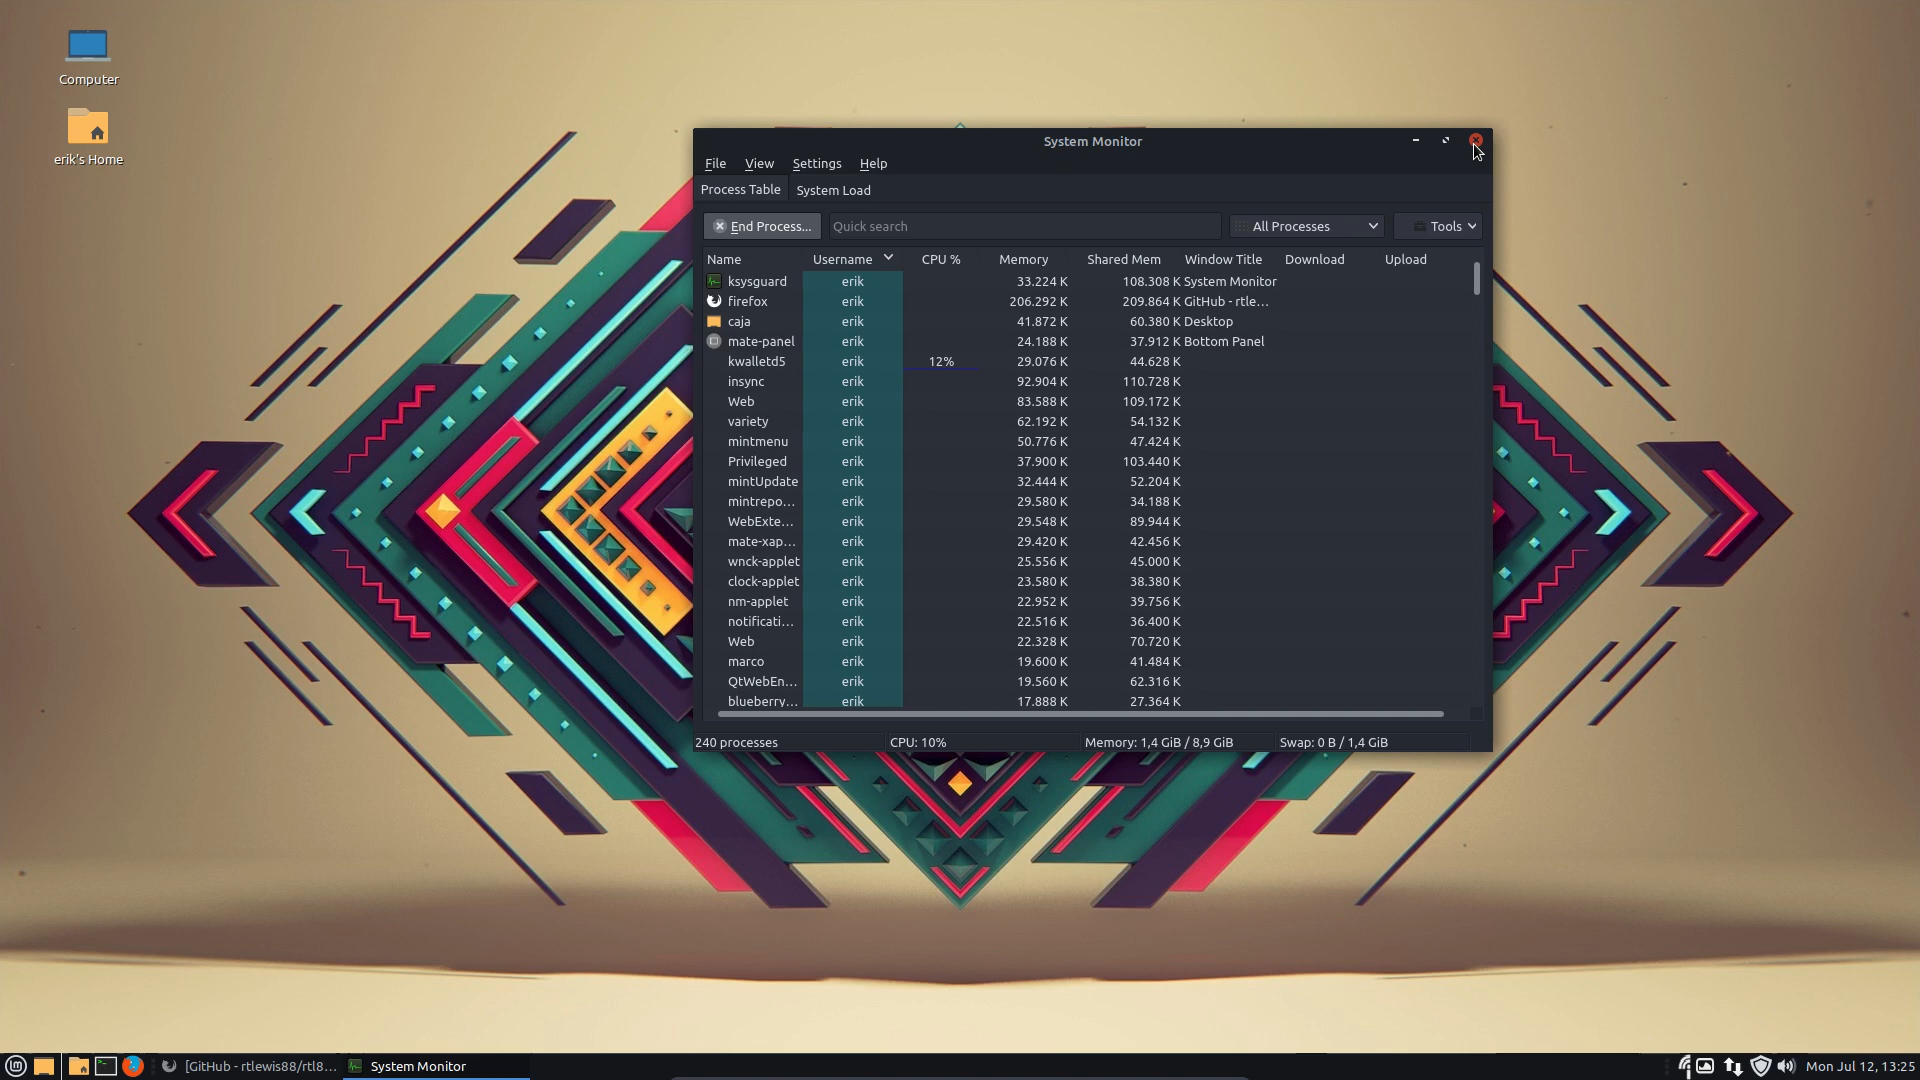 Computer
erik's Home
System Monitor
File View Settings Help
Process Table System Load
End Process... Quick search All Processes Tools
Name Username CPU % Memory Shared Mem Window Title Download Upload
ksysguard erik 33.224 K 108.308 K System Monitor
firefox erik 206.292 K 209.864 K GitHub - rtle...
caja erik 41.872 K 60.380 K Desktop
mate-panel erik 24.188 K 37.912 K Bottom Panel
kwalletd5 erik 12% 29.076 K 44.628 K
insync erik 92.904 K 110.728 K
Web erik 83.588 K 109.172 K
variety erik 62.192 K 54.132 K
mintmenu erik 50.776 K 47.424 K
Privileged erik 37.900 K 103.440 K
mintUpdate erik 32.444 K 52.204 K
mintrepo... erik 29.580 K 34.188 K
WebExte... erik 29.548 K 89.944 K
mate-xap... erik 29.420 K 42.456 K
wnck-applet erik 25.556 K 45.000 K
clock-applet erik 23.580 K 38.380 K
nm-applet erik 22.952 K 39.756 K
notificati... erik 22.516 K 36.400 K
Web erik 22.328 K 70.720 K
marco erik 19.600 K 41.484 K
QtWebEn... erik 19.560 K 62.316 K
blueberry... erik 17.888 K 27.364 K
240 processes CPU: 10% Memory: 1,4 GiB / 8,9 GiB Swap: 0 B / 1,4 GiB
[GitHub - rtlewis88/rtl8... System Monitor Mon Jul 12, 13:25